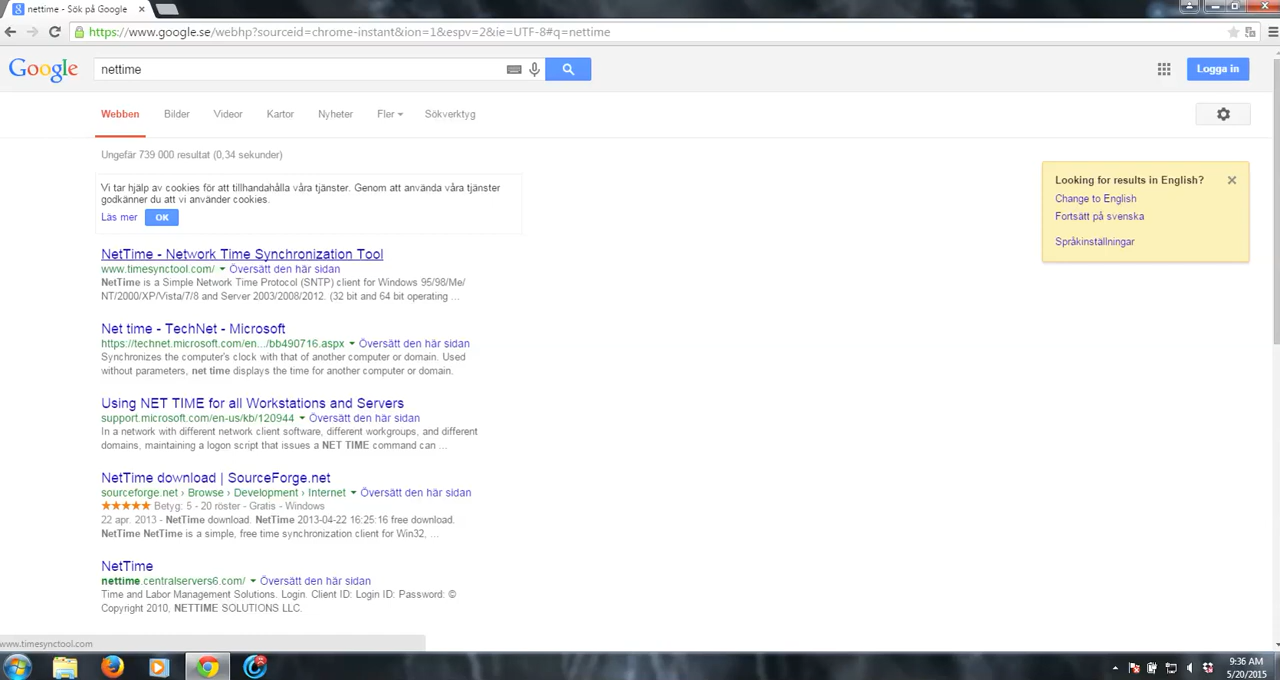 nettime - Sök på Google
https://www.google.se/webhp?sourceid=chrome-instant&ion=1&espv=2&ie=UTF-8#q=nettime
Google
nettime
Logga in
Webben Bilder Videor Kartor Nyheter Fler Sökverktyg
Ungefär 739 000 resultat (0,34 sekunder)
Vi tar hjälp av cookies för att tillhandahålla våra tjänster. Genom att använda våra tjänster
godkänner du att vi använder cookies.
Läs mer OK
Looking for results in English?
Change to English
Fortsätt på svenska
Språkinställningar
NetTime - Network Time Synchronization Tool
www.timesynctool.com/ Översätt den här sidan
NetTime is a Simple Network Time Protocol (SNTP) client for Windows 95/98/Me/
NT/2000/XP/Vista/7/8 and Server 2003/2008/2012. (32 bit and 64 bit operating ...
Net time - TechNet - Microsoft
https://technet.microsoft.com/en.../bb490716.aspx Översätt den här sidan
Synchronizes the computer's clock with that of another computer or domain. Used
without parameters, net time displays the time for another computer or domain.
Using NET TIME for all Workstations and Servers
support.microsoft.com/en-us/kb/120944 Översätt den här sidan
In a network with different network client software, different workgroups, and different
domains, maintaining a logon script that issues a NET TIME command can ...
NetTime download | SourceForge.net
sourceforge.net › Browse › Development › Internet Översätt den här sidan
★★★★★ Betyg: 5 - 20 röster - Gratis - Windows
22 apr. 2013 - NetTime download. NetTime 2013-04-22 16:25:16 free download.
NetTime NetTime is a simple, free time synchronization client for Win32, ...
NetTime
nettime.centralservers6.com/ Översätt den här sidan
Time and Labor Management Solutions. Login. Client ID: Login ID: Password: ©
Copyright 2010, NETTIME SOLUTIONS LLC.
www.timesynctool.com
9:36 AM
5/20/2015